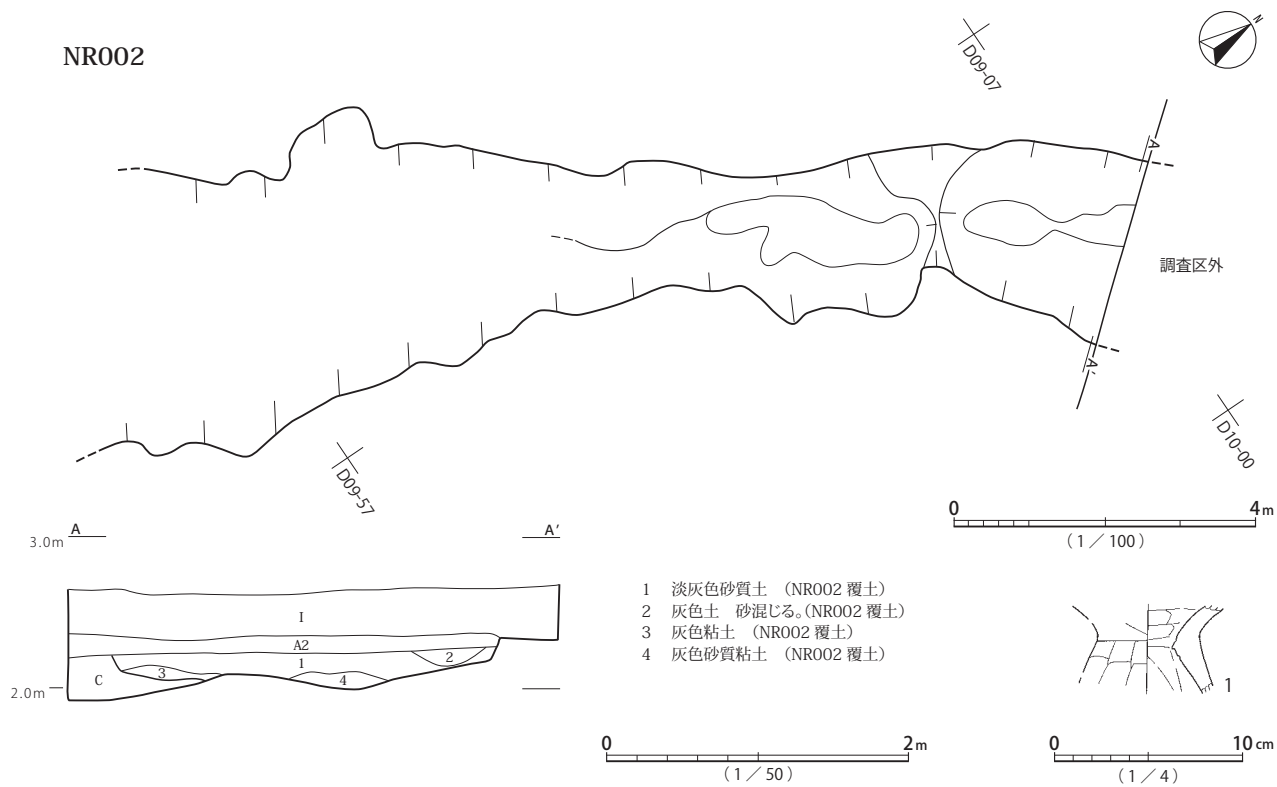 NR002
N
D09-07
A
調査区外
A'
D10-00
D09-57
0 4m
(1／100)
A A'
3.0m
I
A2
1
2
3
4
C
2.0m
1 淡灰色砂質土 (NR002 覆土)
2 灰色土 砂混じる。(NR002 覆土)
3 灰色粘土 (NR002 覆土)
4 灰色砂質粘土 (NR002 覆土)
1
0 2m
(1／50)
0 10cm
(1／4)